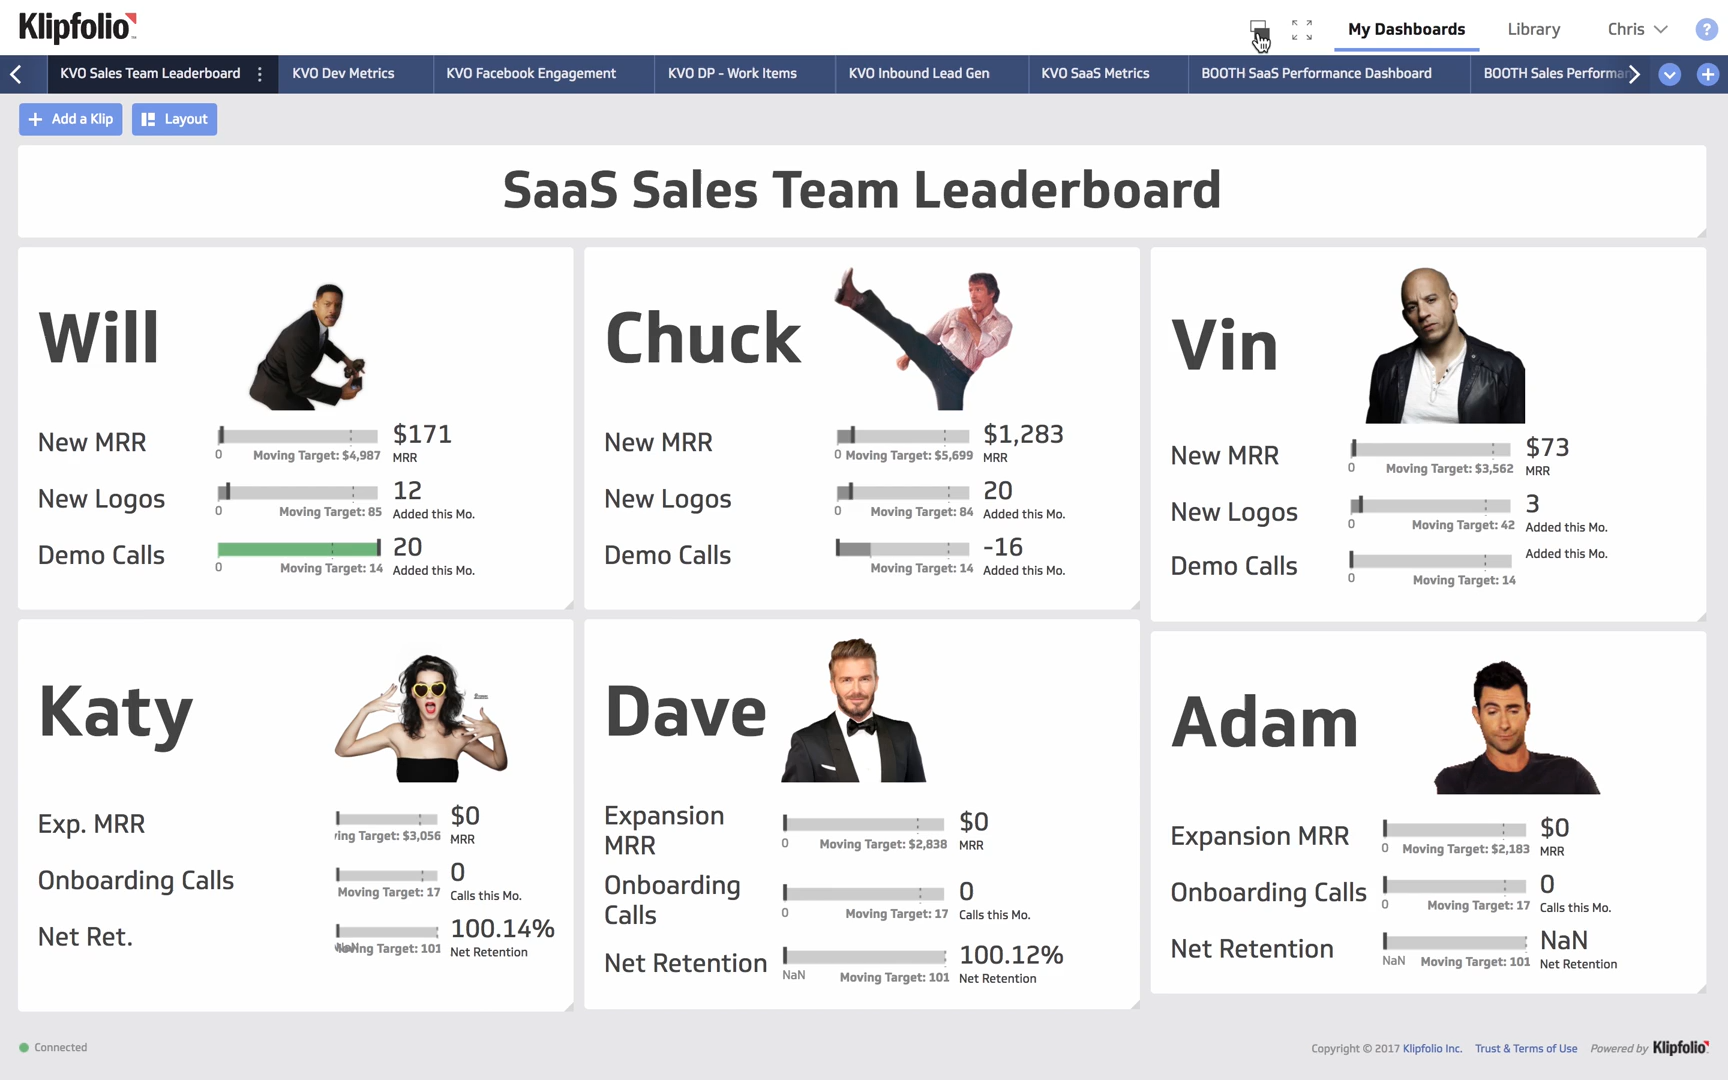 Klipfolio
My Dashboards
Library
Chris
?
KVO Sales Team Leaderboard
KVO Dev Metrics
KVO Facebook Engagement
KVO DP - Work Items
KVO Inbound Lead Gen
KVO SaaS Metrics
BOOTH SaaS Performance Dashboard
BOOTH Sales Performa
+ Add a Klip
Layout
SaaS Sales Team Leaderboard
Will
New MRR
0 Moving Target: $4,987
$171
MRR
New Logos
0 Moving Target: 85
12
Added this Mo.
Demo Calls
0 Moving Target: 14
20
Added this Mo.
Chuck
New MRR
0 Moving Target: $5,699
$1,283
MRR
New Logos
0 Moving Target: 84
20
Added this Mo.
Demo Calls
Moving Target: 14
-16
Added this Mo.
Vin
New MRR
0 Moving Target: $3,562
$73
MRR
New Logos
0 Moving Target: 42
3
Added this Mo.
Demo Calls
0 Moving Target: 14
Added this Mo.
Katy
Exp. MRR
ving Target: $3,056
$0
MRR
Onboarding Calls
Moving Target: 17
0
Calls this Mo.
Net Ret.
NaN
Moving Target: 101
100.14%
Net Retention
Dave
Expansion
MRR
0 Moving Target: $2,838
$0
MRR
Onboarding
Calls
0 Moving Target: 17
0
Calls this Mo.
Net Retention
NaN Moving Target: 101
100.12%
Net Retention
Adam
Expansion MRR
0 Moving Target: $2,183
$0
MRR
Onboarding Calls
0 Moving Target: 17
0
Calls this Mo.
Net Retention
NaN Moving Target: 101
NaN
Net Retention
Connected
Copyright © 2017 Klipfolio Inc. Trust & Terms of Use Powered by Klipfolio